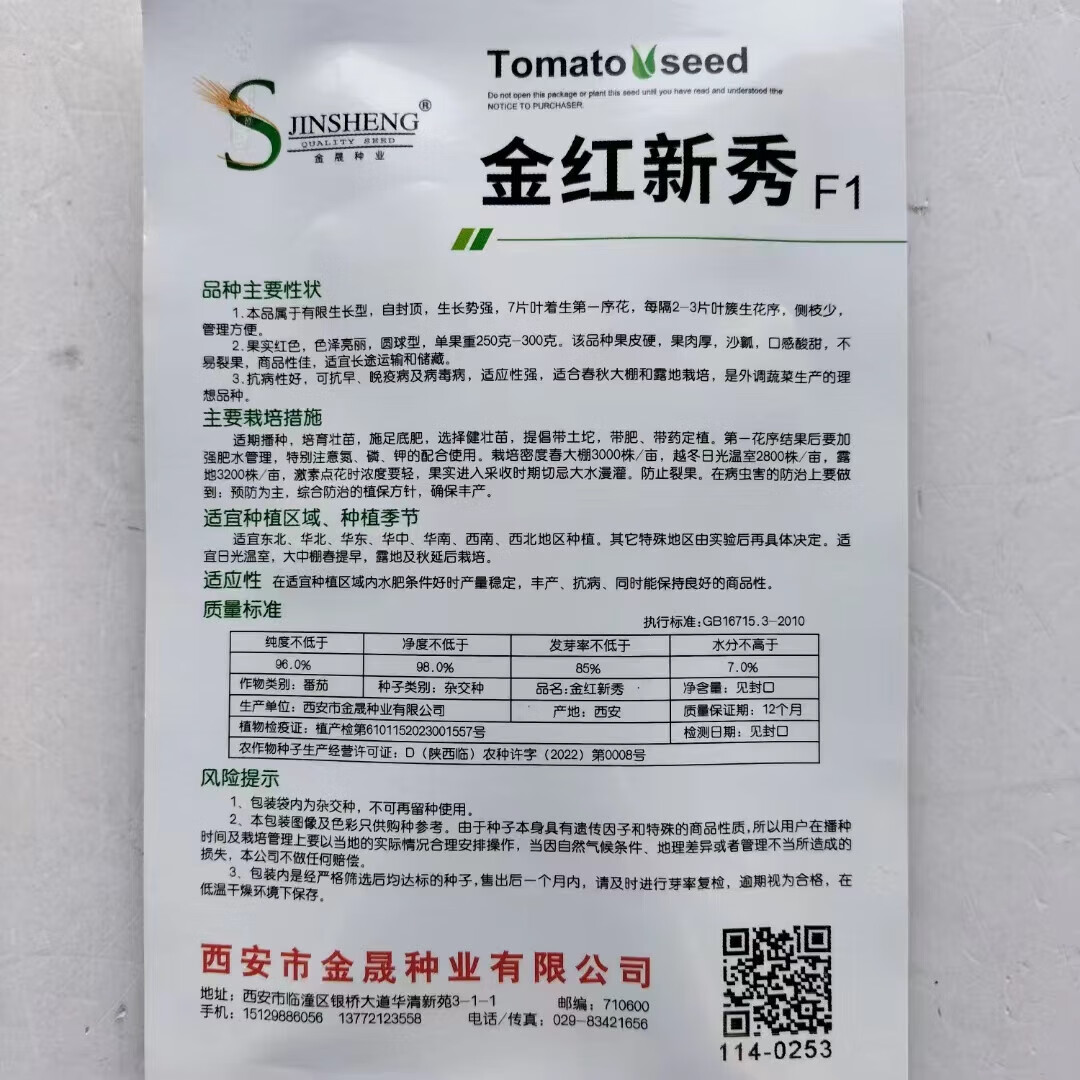 Tomato seed
Do not open this package or plant this seed until you have read and understood tthe
NOTICE TO PURCHASER.
S JINSHENG®
QUALITY SEED
金晟种业
金红新秀 F1
品种主要性状
1.本品属于有限生长型，自封顶，生长势强，7片叶着生第一序花，每隔2-3片叶簇生花序，侧枝少，
管理方便。
2.果实红色，色泽亮丽，圆球型，单果重250克-300克。该品种果皮硬，果肉厚，沙瓤，口感酸甜，不
易裂果，商品性佳，适宜长途运输和储藏。
3.抗病性好，可抗早、晚疫病及病毒病，适应性强，适合春秋大棚和露地栽培，是外调蔬菜生产的理
想品种。
主要栽培措施
适期播种，培育壮苗，施足底肥，选择健壮苗，提倡带土坨，带肥、带药定植。第一花序结果后要加
强肥水管理，特别注意氮、磷、钾的配合使用。栽培密度春大棚3000株/亩，越冬日光温室2800株/亩，露
地3200株/亩，激素点花时浓度要轻，果实进入采收时期切忌大水漫灌。防止裂果。在病虫害的防治上要做
到：预防为主，综合防治的植保方针，确保丰产。
适宜种植区域、种植季节
适宜东北、华北、华东、华中、华南、西南、西北地区种植。其它特殊地区由实验后再具体决定。适
宜日光温室，大中棚春提早，露地及秋延后栽培。
适应性 在适宜种植区域内水肥条件好时产量稳定，丰产、抗病、同时能保持良好的商品性。
质量标准
执行标准：GB16715.3-2010
纯度不低于 净度不低于 发芽率不低于 水分不高于
96.0% 98.0% 85% 7.0%
作物类别：番茄 种子类别：杂交种 品名：金红新秀 净含量：见封口
生产单位：西安市金晟种业有限公司 产地：西安 质量保证期：12个月
植物检疫证：植产检第6101152023001557号 检测日期：见封口
农作物种子生产经营许可证：D（陕西临）农种许字（2022）第0008号
风险提示
1、包装袋内为杂交种，不可再留种使用。
2、本包装图像及色彩只供购种参考。由于种子本身具有遗传因子和特殊的商品性质，所以用户在播种
时间及栽培管理上要以当地的实际情况合理安排操作，当因自然气候条件、地理差异或者管理不当所造成的
损失，本公司不做任何赔偿。
3、包装内是经严格筛选后均达标的种子，售出后一个月内，请及时进行芽率复检，逾期视为合格，在
低温干燥环境下保存。
西安市金晟种业有限公司
地址：西安市临潼区银桥大道华清新苑3-1-1 邮编：710600
手机：15129886056 13772123558 电话/传真：029-83421656
114-0253